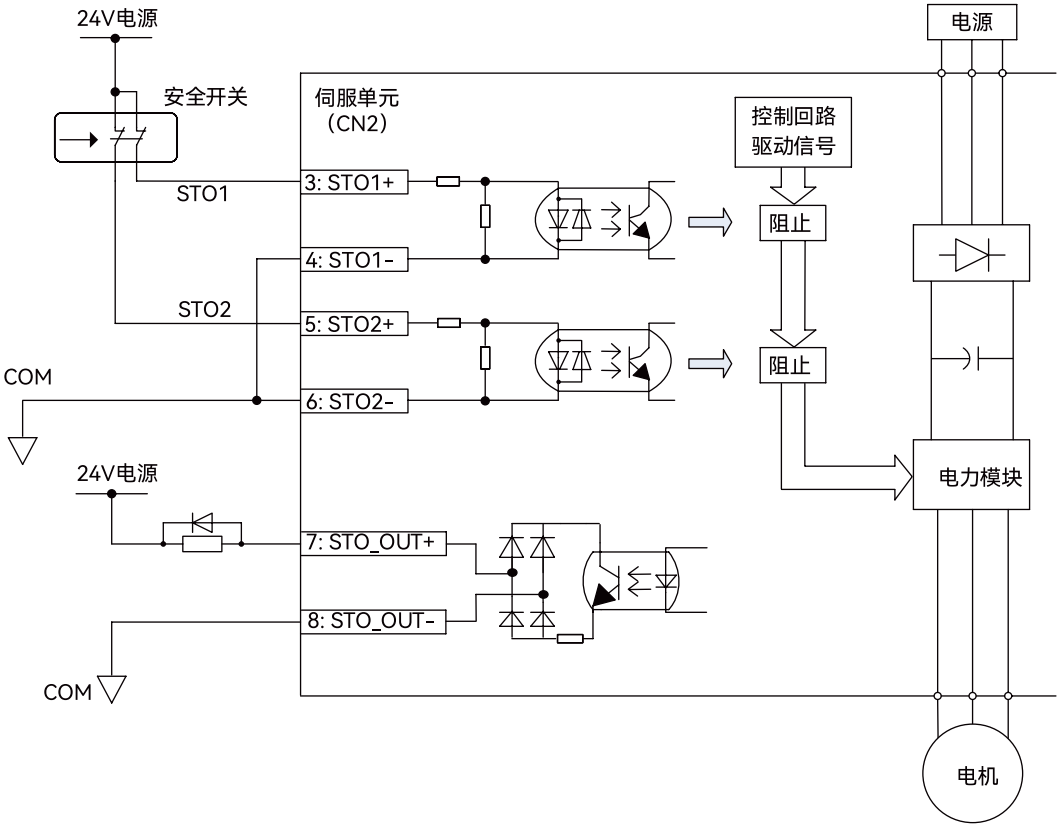 24V电源
电源
安全开关
伺服单元
（CN2）
控制回路
驱动信号
3: STO1+
STO1
阻止
4: STO1-
STO2
5: STO2+
阻止
COM
6: STO2-
24V电源
电力模块
7: STO_OUT+
8: STO_OUT-
COM
电机